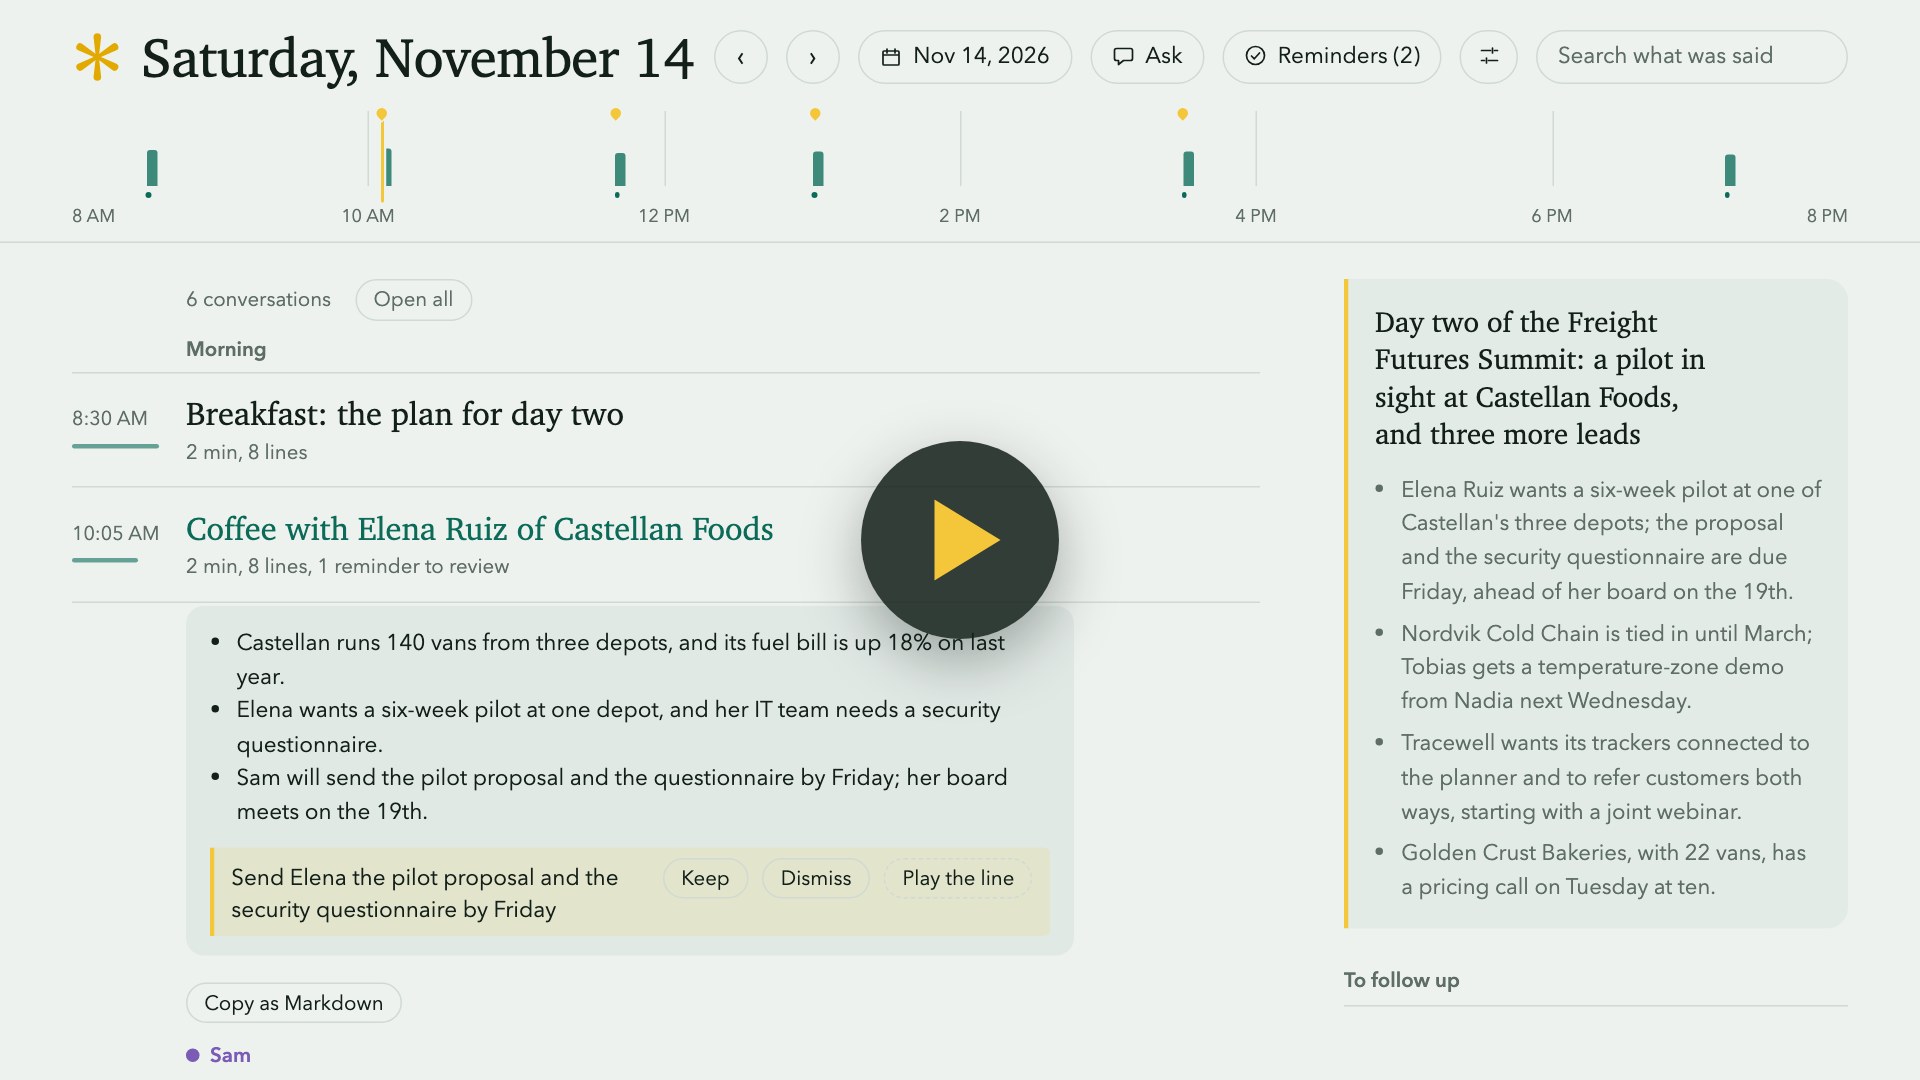 Saturday, November 14
‹
›
Nov 14, 2026
Ask
Reminders (2)
Search what was said
8 AM
10 AM
12 PM
2 PM
4 PM
6 PM
8 PM
6 conversations
Open all
Morning
8:30 AM
Breakfast: the plan for day two
2 min, 8 lines
10:05 AM
Coffee with Elena Ruiz of Castellan Foods
2 min, 8 lines, 1 reminder to review
• Castellan runs 140 vans from three depots, and its fuel bill is up 18% on last
year.
• Elena wants a six-week pilot at one depot, and her IT team needs a security
questionnaire.
• Sam will send the pilot proposal and the questionnaire by Friday; her board
meets on the 19th.
Send Elena the pilot proposal and the
security questionnaire by Friday
Keep
Dismiss
Play the line
Copy as Markdown
Sam
Day two of the Freight
Futures Summit: a pilot in
sight at Castellan Foods,
and three more leads
• Elena Ruiz wants a six-week pilot at one of
Castellan's three depots; the proposal
and the security questionnaire are due
Friday, ahead of her board on the 19th.
• Nordvik Cold Chain is tied in until March;
Tobias gets a temperature-zone demo
from Nadia next Wednesday.
• Tracewell wants its trackers connected to
the planner and to refer customers both
ways, starting with a joint webinar.
• Golden Crust Bakeries, with 22 vans, has
a pricing call on Tuesday at ten.
To follow up